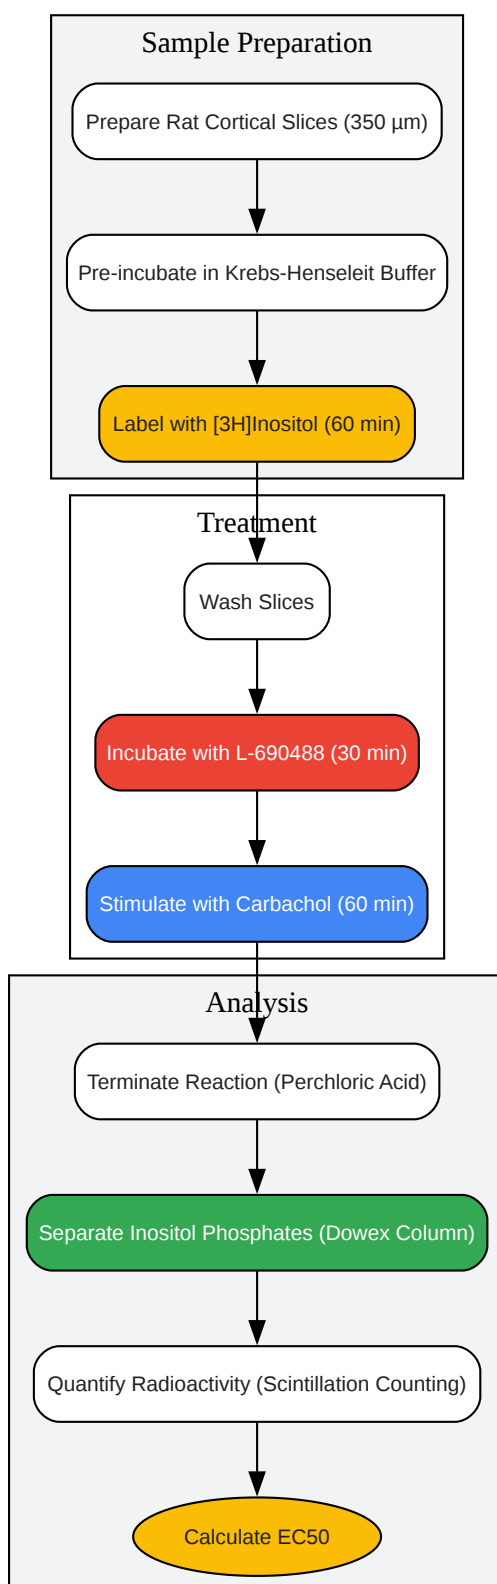 Sample Preparation
Prepare Rat Cortical Slices (350 µm)
Pre-incubate in Krebs-Henseleit Buffer
Label with [3H]Inositol (60 min)
Treatment
Wash Slices
Incubate with L-690488 (30 min)
Stimulate with Carbachol (60 min)
Analysis
Terminate Reaction (Perchloric Acid)
Separate Inositol Phosphates (Dowex Column)
Quantify Radioactivity (Scintillation Counting)
Calculate EC50